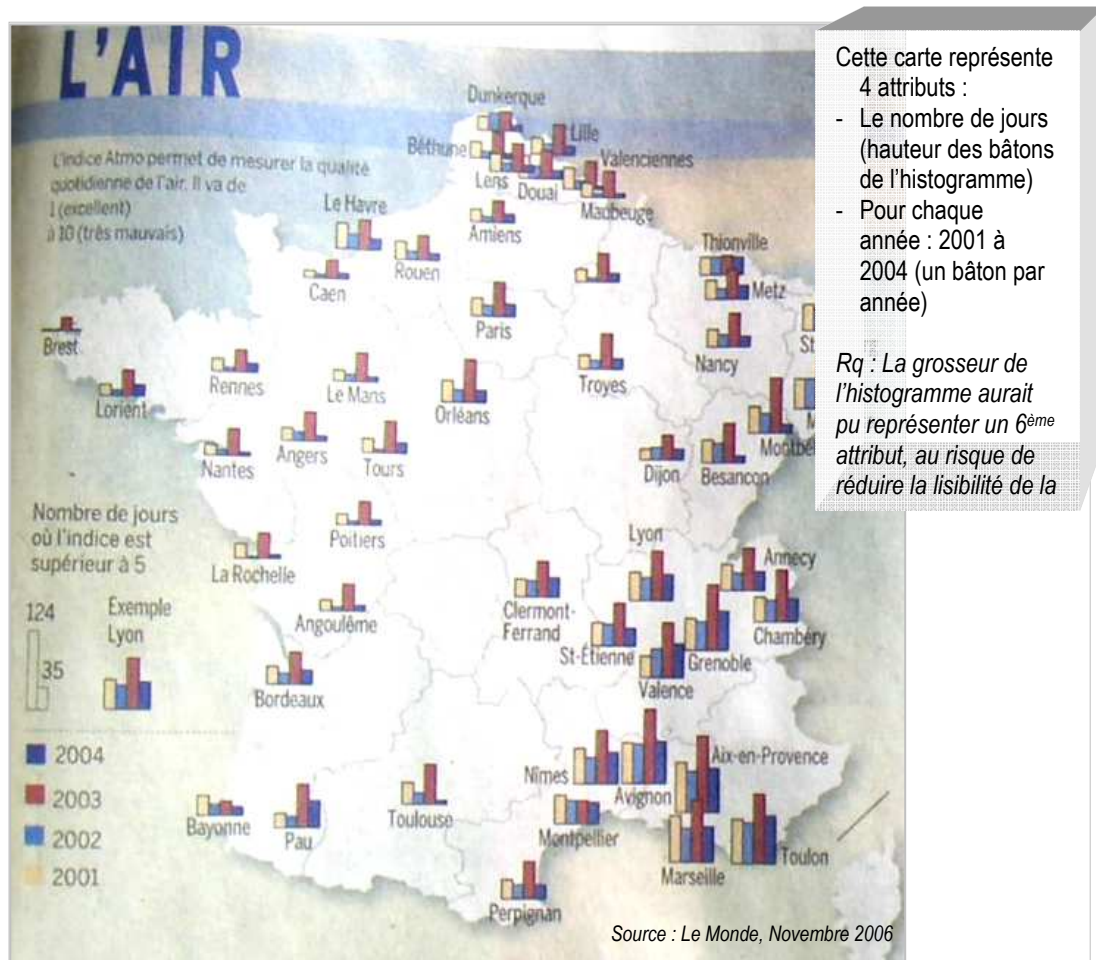 L'AIR
L'indice Atmo permet de mesurer la qualité
quotidienne de l'air. Il va de
1 (excellent)
à 10 (très mauvais)
Dunkerque
Lille
Béthune
Valenciennes
Lens
Douai
Maubeuge
Le Havre
Amiens
Rouen
Caen
Thionville
Metz
Paris
Nancy
Brest
Rennes
Le Mans
Troyes
Orléans
Lorient
Nantes
Angers
Tours
Dijon
Besançon
Montbé
St
M
Poitiers
La Rochelle
Angoulême
Lyon
Annecy
Clermont-
Ferrand
Chambéry
St-Étienne
Grenoble
Valence
Bordeaux
Nîmes
Avignon
Aix-en-Provence
Bayonne
Pau
Toulouse
Montpellier
Marseille
Toulon
Perpignan
Nombre de jours
où l'indice est
supérieur à 5
124
35
Exemple
Lyon
2004
2003
2002
2001
Source : Le Monde, Novembre 2006
Cette carte représente
4 attributs :
- Le nombre de jours
(hauteur des bâtons
de l'histogramme)
- Pour chaque
année : 2001 à
2004 (un bâton par
année)
Rq : La grosseur de
l'histogramme aurait
pu représenter un 6ème
attribut, au risque de
réduire la lisibilité de la